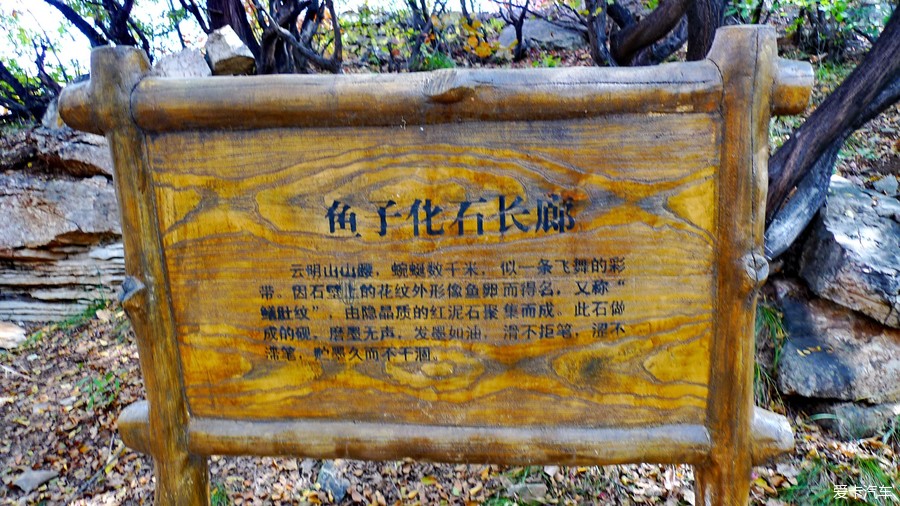 鱼子化石长廊
云明山山腰，蜿蜒数千米，似一条飞舞的彩
带。因石壁上的花纹外形像鱼卵而得名，又称“
鳝肚纹”，由隐晶质的红泥石聚集而成。此石做
成的砚，磨墨无声，发墨如油，滑不拒笔，涩不
滞笔，贮墨久而不干涸。
爱卡汽车